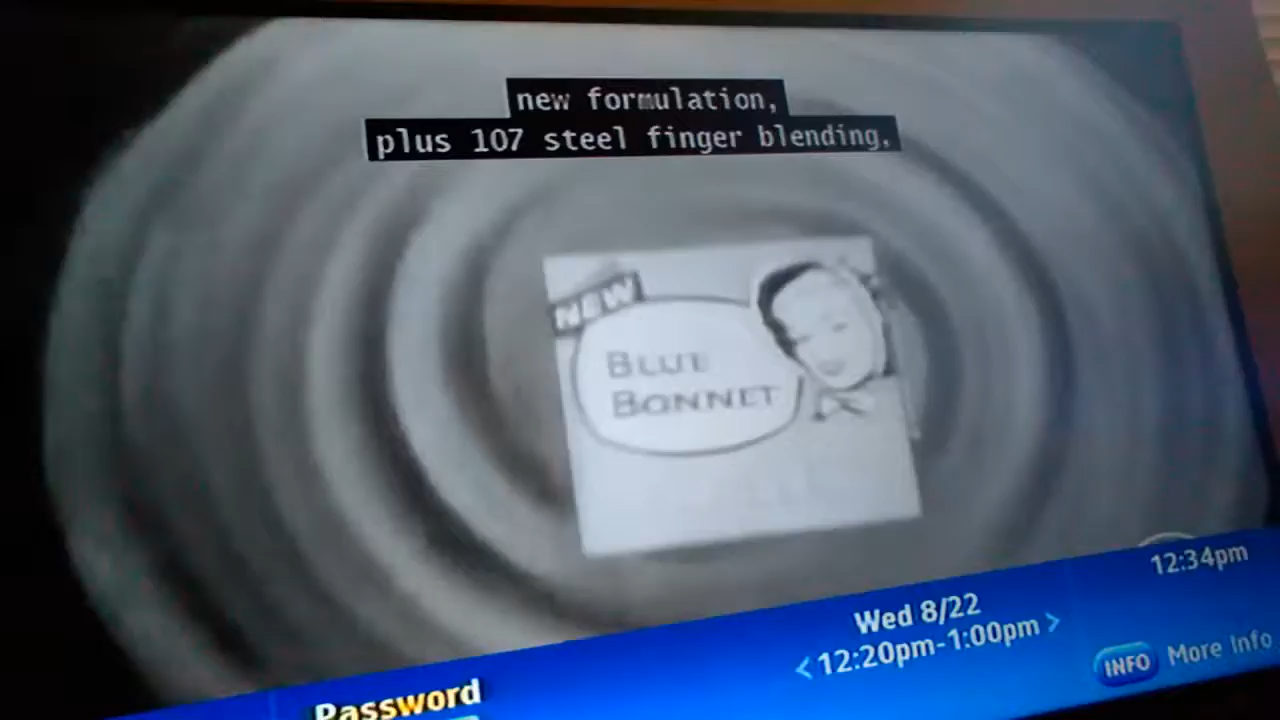 new formulation,
plus 107 steel finger blending,
NEW
BLUE
BONNET
12:34pm
Wed 8/22
<12:20pm-1:00pm>
INFO More Info
Password